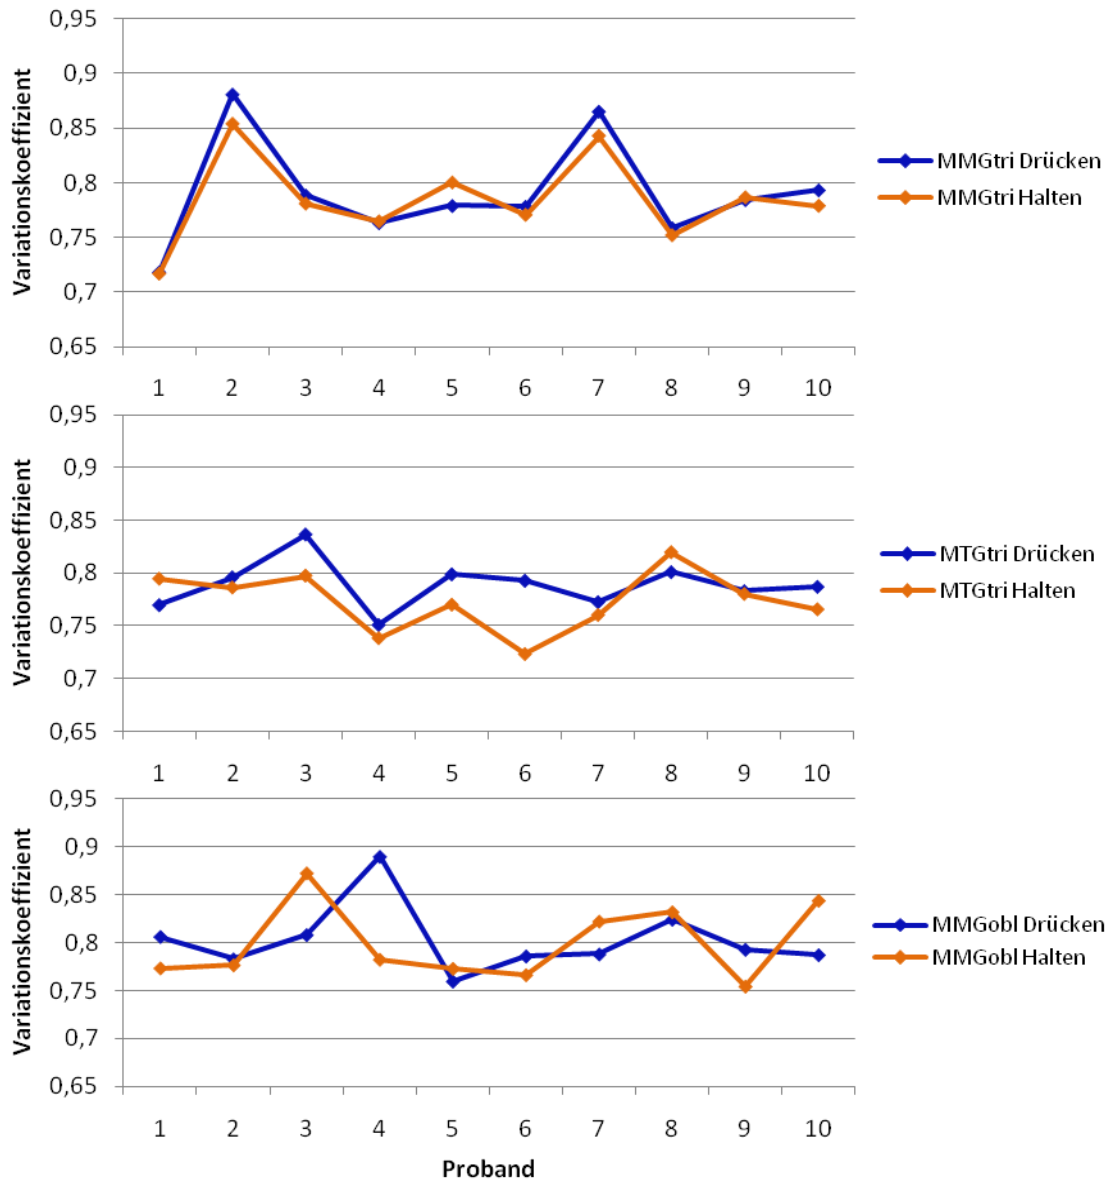 Variationskoeffizient
0,95
0,9
0,85
0,8
0,75
0,7
0,65
1 2 3 4 5 6 7 8 9 10
MMGtri Drücken
MMGtri Halten
Variationskoeffizient
0,95
0,9
0,85
0,8
0,75
0,7
0,65
1 2 3 4 5 6 7 8 9 10
MTGtri Drücken
MTGtri Halten
Variationskoeffizient
0,95
0,9
0,85
0,8
0,75
0,7
0,65
1 2 3 4 5 6 7 8 9 10
Proband
MMGobl Drücken
MMGobl Halten